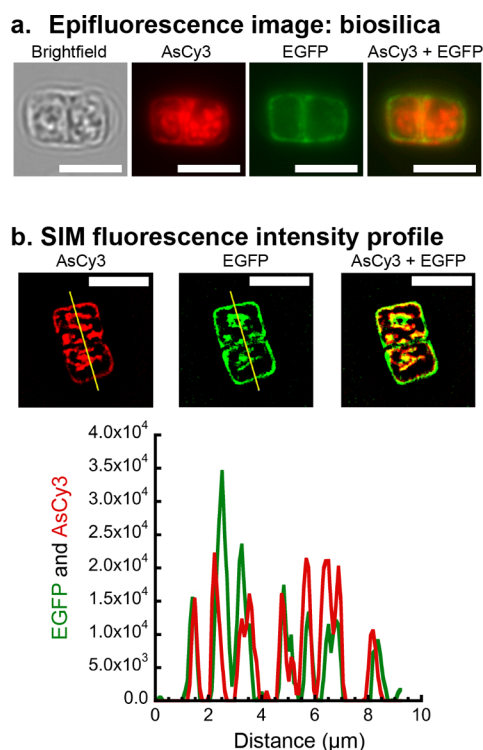 a. Epifluorescence image: biosilica
Brightfield AsCy3 EGFP AsCy3 + EGFP
b. SIM fluorescence intensity profile
AsCy3 EGFP AsCy3 + EGFP
EGFP and AsCy3
4.0x10⁴
3.5x10⁴
3.0x10⁴
2.5x10⁴
2.0x10⁴
1.5x10⁴
1.0x10⁴
5.0x10³
0.0
0 2 4 6 8 10
Distance (µm)